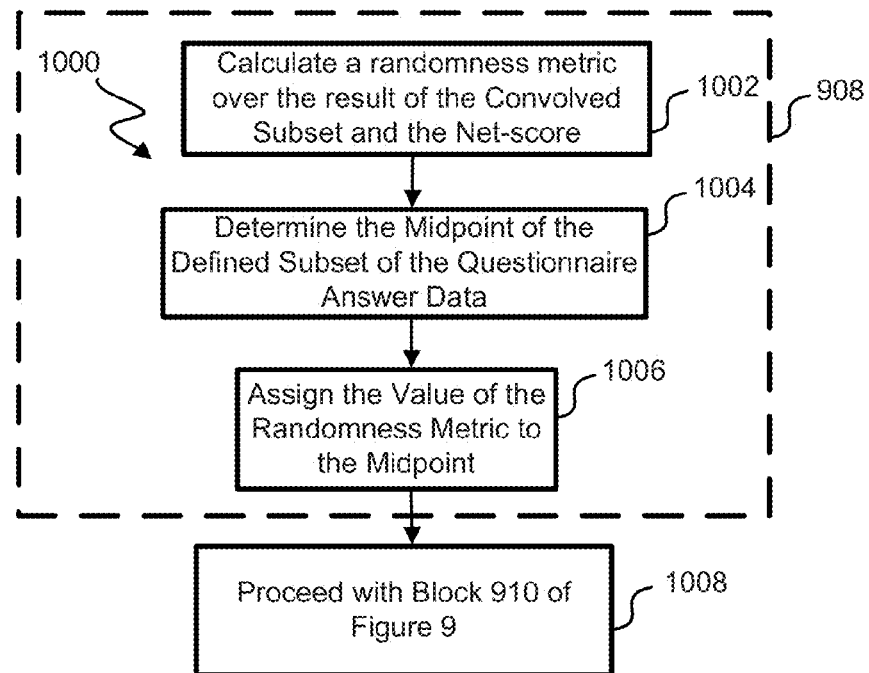 1000
Calculate a randomness metric
over the result of the Convolved
Subset and the Net-score
1002
908
1004
Determine the Midpoint of the
Defined Subset of the Questionnaire
Answer Data
1006
Assign the Value of the
Randomness Metric to
the Midpoint
Proceed with Block 910 of
Figure 9
1008